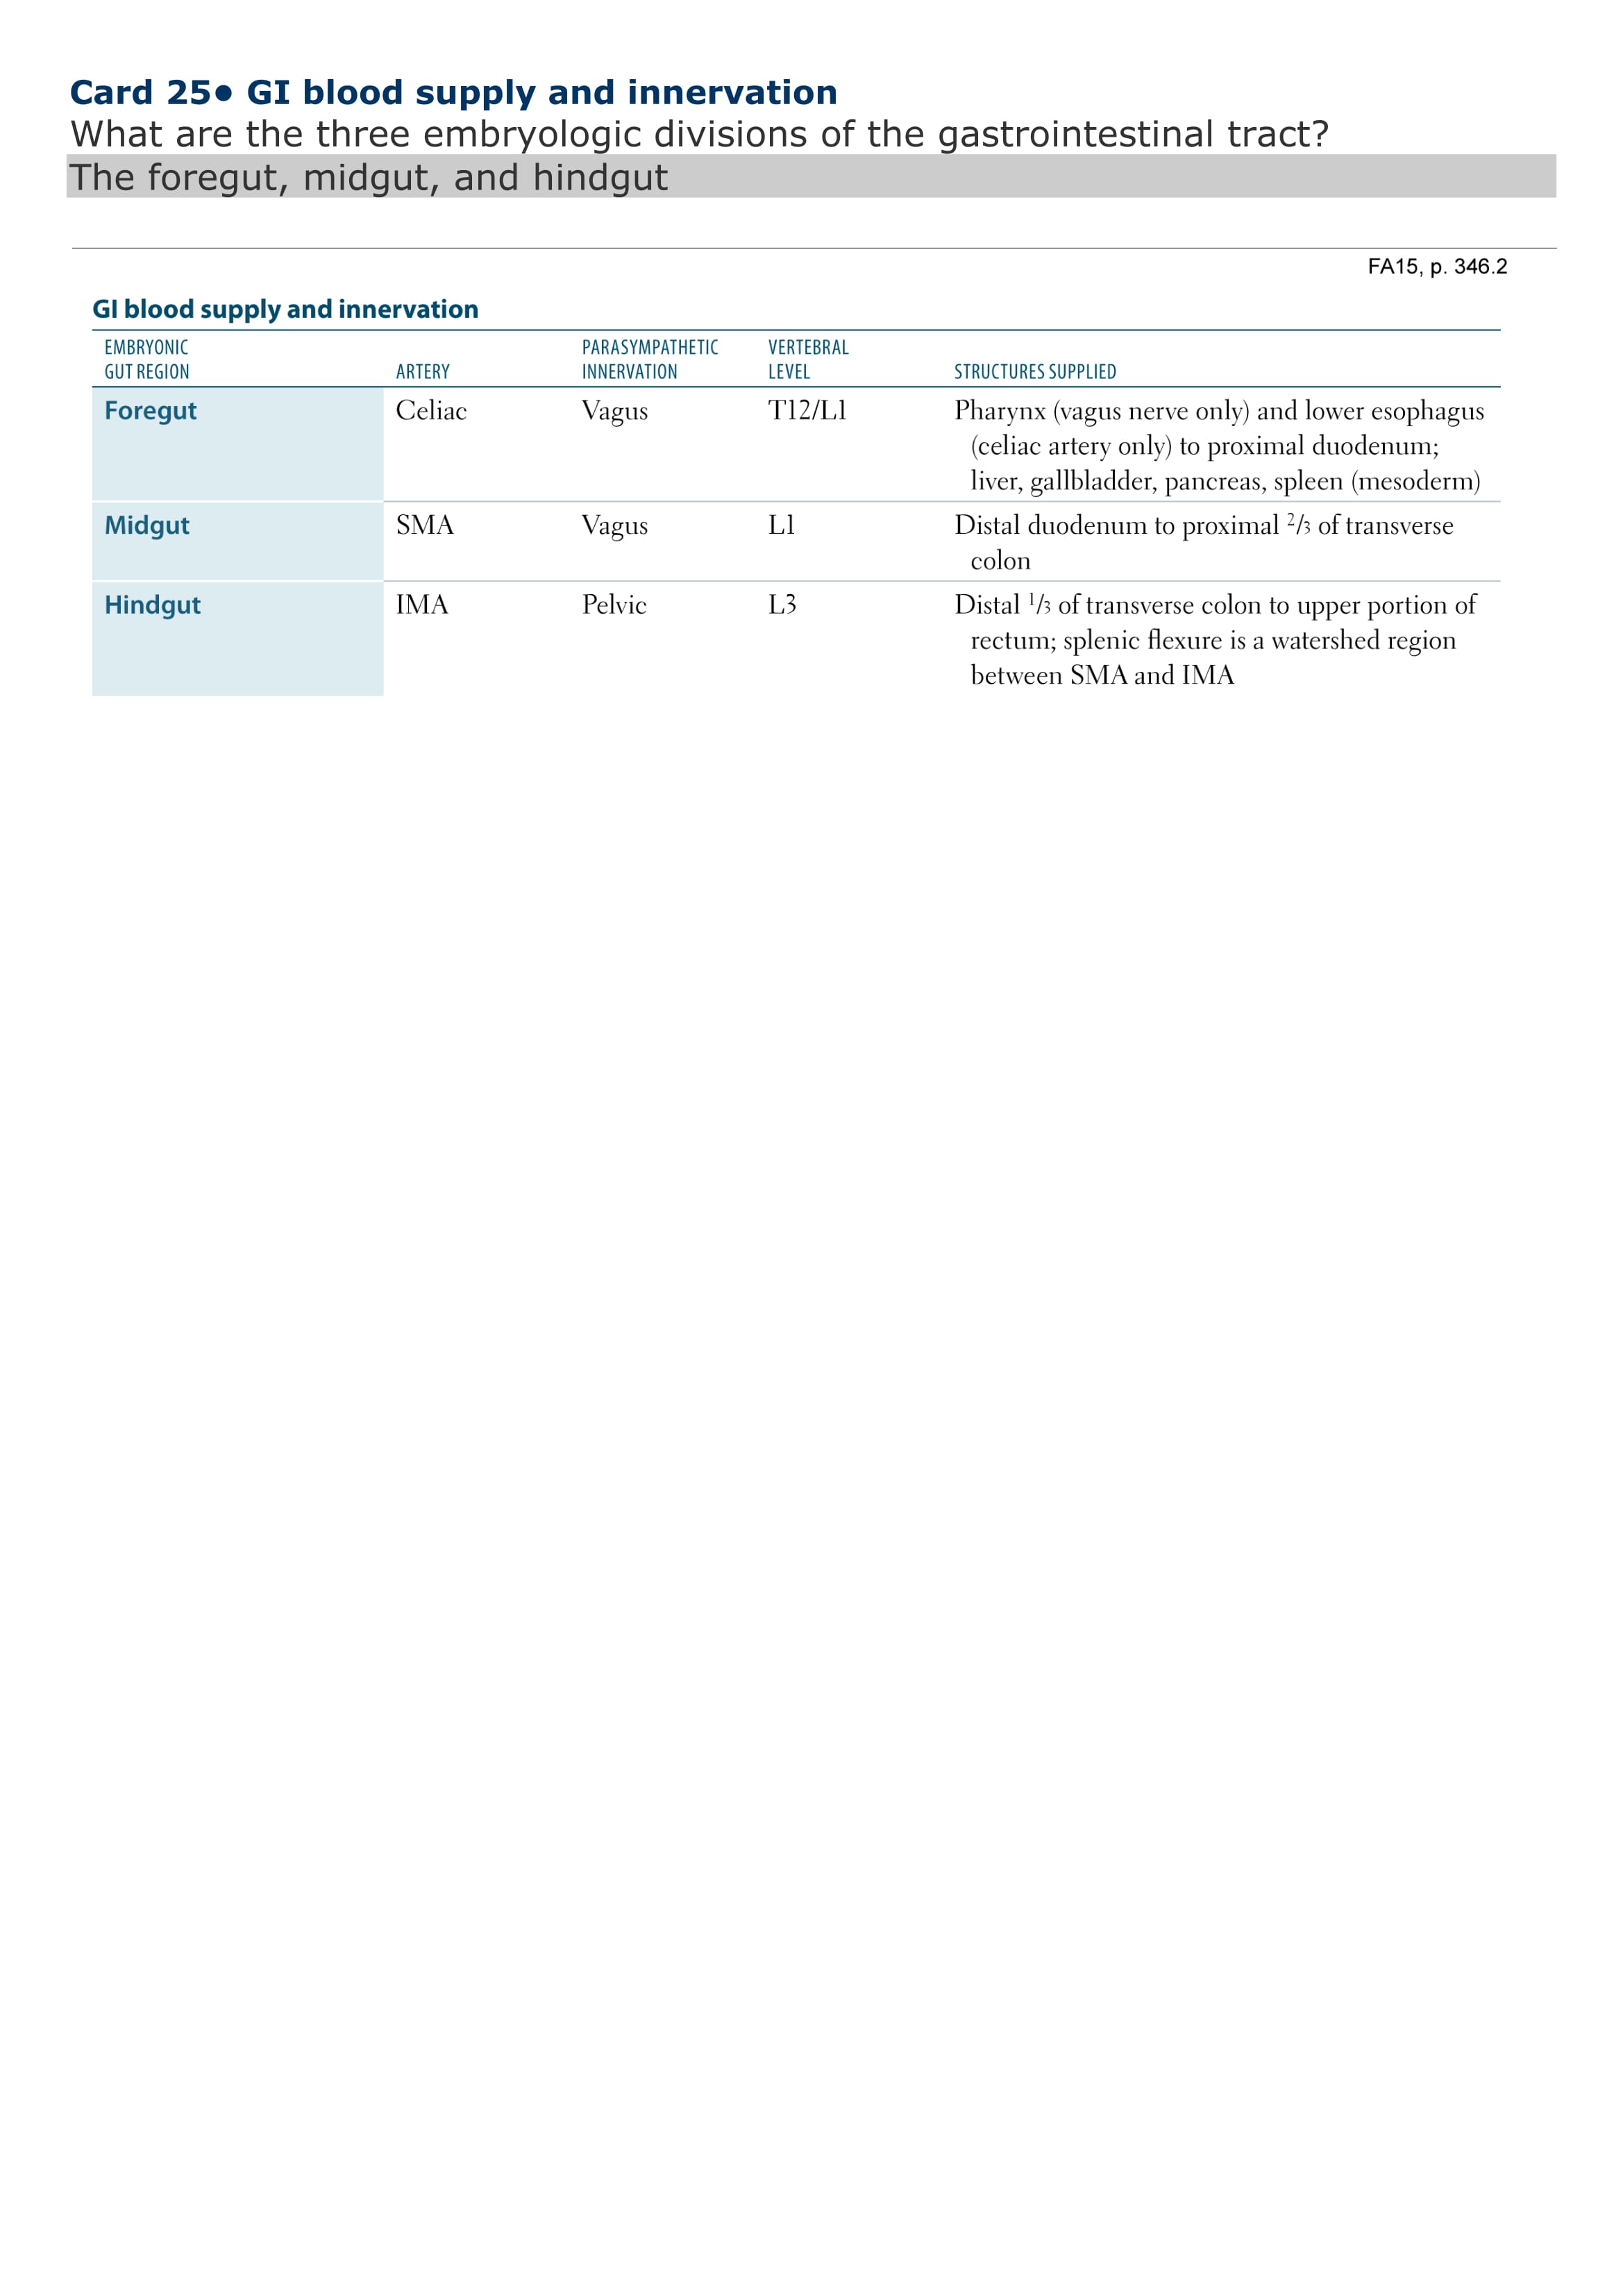 Card 25• GI blood supply and innervation
What are the three embryologic divisions of the gastrointestinal tract?
The foregut, midgut, and hindgut
FA15, p. 346.2
GI blood supply and innervation
EMBRYONIC GUT REGION ARTERY PARASYMPATHETIC INNERVATION VERTEBRAL LEVEL STRUCTURES SUPPLIED
Foregut Celiac Vagus T12/L1 Pharynx (vagus nerve only) and lower esophagus
(celiac artery only) to proximal duodenum;
liver, gallbladder, pancreas, spleen (mesoderm)
Midgut SMA Vagus L1 Distal duodenum to proximal 2/3 of transverse
colon
Hindgut IMA Pelvic L3 Distal 1/3 of transverse colon to upper portion of
rectum; splenic flexure is a watershed region
between SMA and IMA